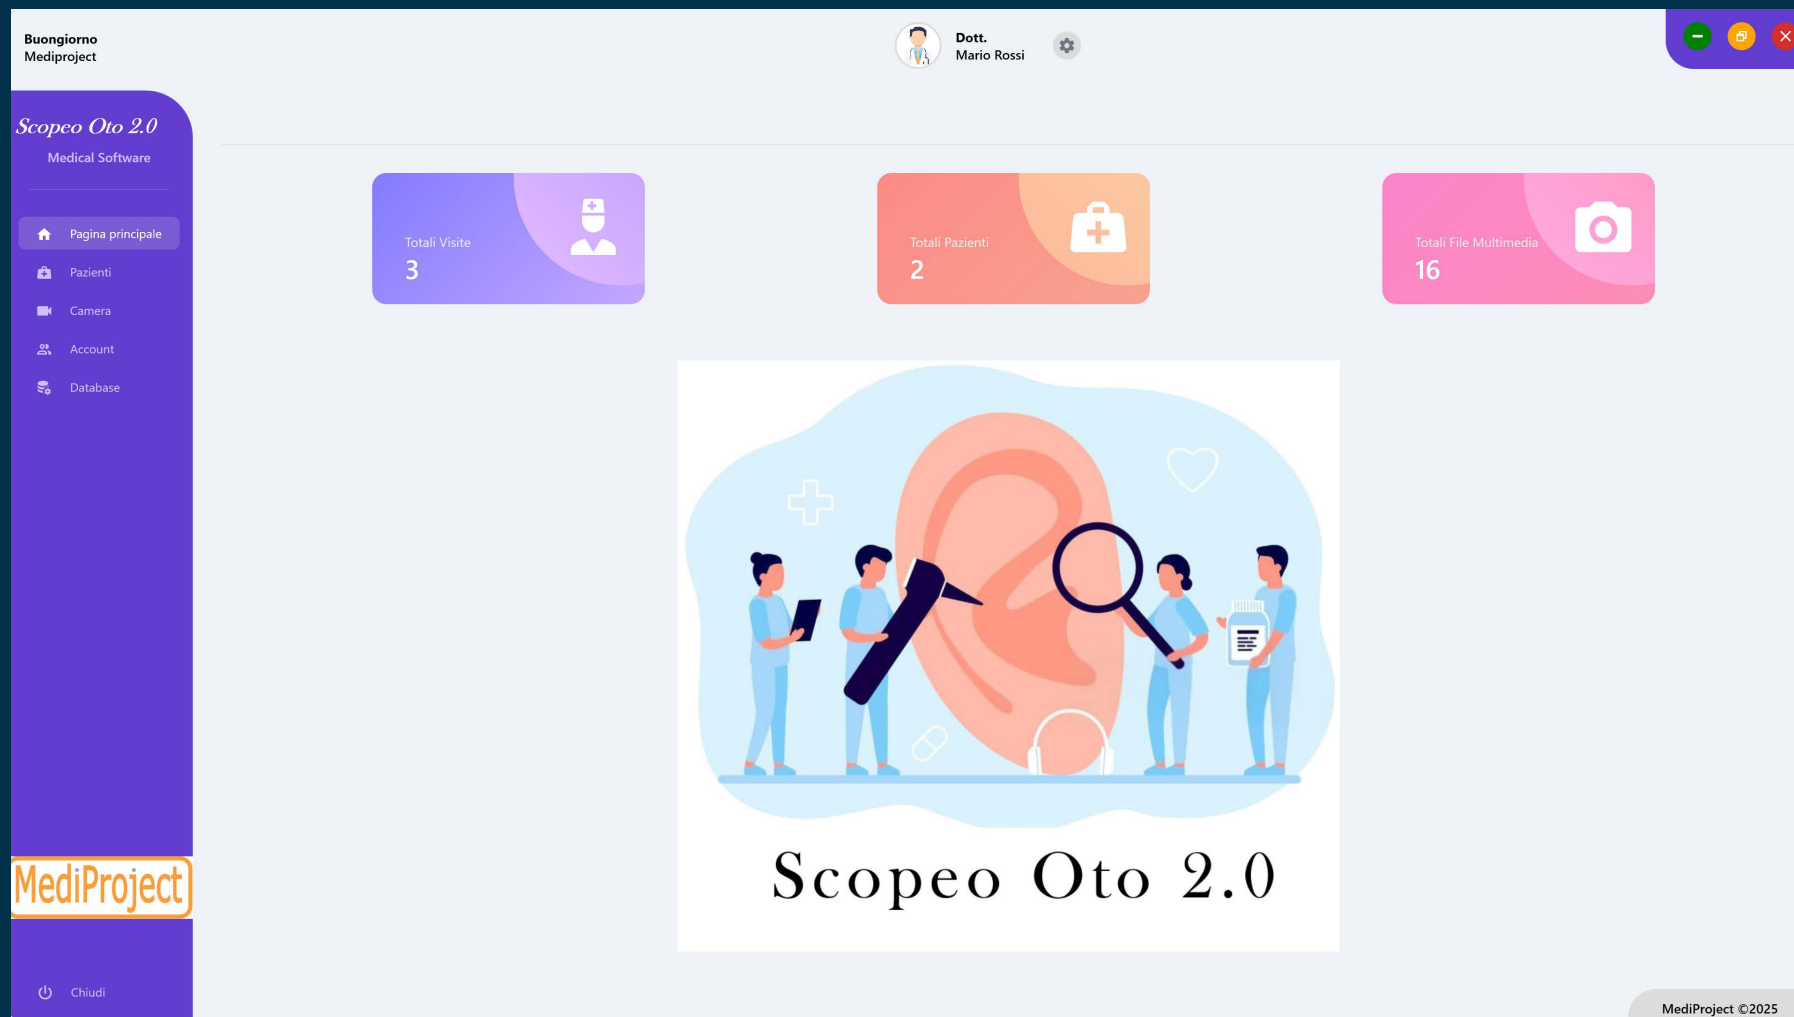 Buongiorno
Mediproject
Dott.
Mario Rossi
Scopeo Oto 2.0
Medical Software
Pagina principale
Pazienti
Camera
Account
Database
Totali Visite
3
Totali Pazienti
2
Totali File Multimedia
16
Scopeo Oto 2.0
MediProject
Chiudi
MediProject ©2025